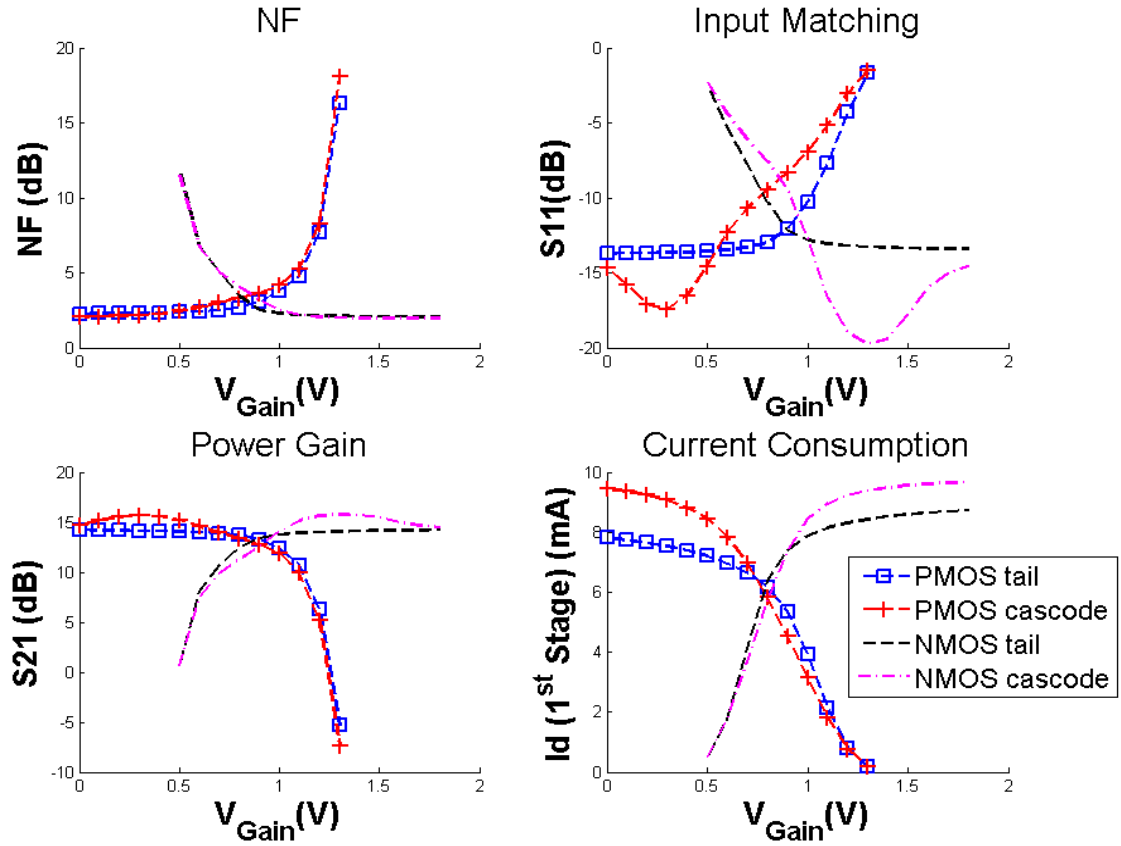 NF
NF (dB)
20
15
10
5
0
0
0.5
1
1.5
2
V_Gain(V)
Input Matching
S11(dB)
0
-5
-10
-15
-20
0
0.5
1
1.5
2
V_Gain(V)
Power Gain
S21 (dB)
20
15
10
5
0
-5
-10
0
0.5
1
1.5
2
V_Gain(V)
Current Consumption
Id (1st Stage) (mA)
10
8
6
4
2
0
0
0.5
1
1.5
2
V_Gain(V)
PMOS tail
PMOS cascode
NMOS tail
NMOS cascode